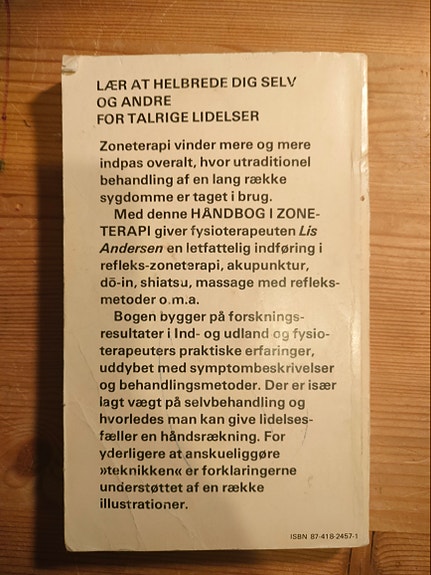 LÆR AT HELBREDE DIG SELV
OG ANDRE
FOR TALRIGE LIDELSER
Zoneterapi vinder mere og mere
indpas overalt, hvor utraditionel
behandling af en lang række
sygdomme er taget i brug.
Med denne HÅNDBOG I ZONE-
TERAPI giver fysioterapeuten Lis
Andersen en letfattelig indføring i
refleks-zoneterapi, akupunktur,
dō-in, shiatsu, massage med refleks-
metoder o.m.a.
Bogen bygger på forsknings-
resultater i Ind- og udland og fysio-
terapeuters praktiske erfaringer,
uddybet med symptombeskrivelser
og behandlingsmetoder. Der er især
lagt vægt på selvbehandling og
hvorledes man kan give lidelses-
fæller en håndsrækning. For
yderligere at anskueliggøre
»teknikken« er forklaringerne
understøttet af en række
illustrationer.
ISBN 87-418-2457-1